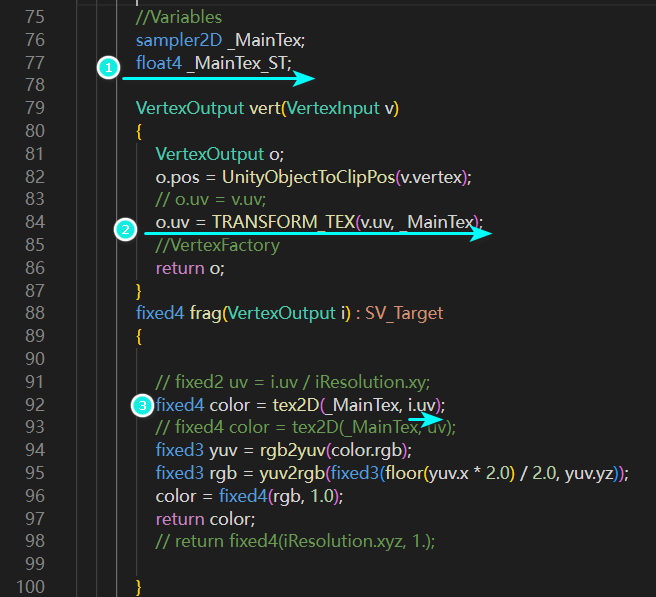 75 //Variables
76 sampler2D _MainTex;
1 77 float4 _MainTex_ST;
78
79 VertexOutput vert(VertexInput v)
80 {
81 VertexOutput o;
82 o.pos = UnityObjectToClipPos(v.vertex);
83 // o.uv = v.uv;
2 84 o.uv = TRANSFORM_TEX(v.uv, _MainTex);
85 //VertexFactory
86 return o;
87 }
88 fixed4 frag(VertexOutput i) : SV_Target
89 {
90
91 // fixed2 uv = i.uv / iResolution.xy;
3 92 fixed4 color = tex2D(_MainTex, i.uv);
93 // fixed4 color = tex2D(_MainTex, uv);
94 fixed3 yuv = rgb2yuv(color.rgb);
95 fixed3 rgb = yuv2rgb(fixed3(floor(yuv.x * 2.0) / 2.0, yuv.yz));
96 color = fixed4(rgb, 1.0);
97 return color;
98 // return fixed4(iResolution.xyz, 1.);
99
100 }